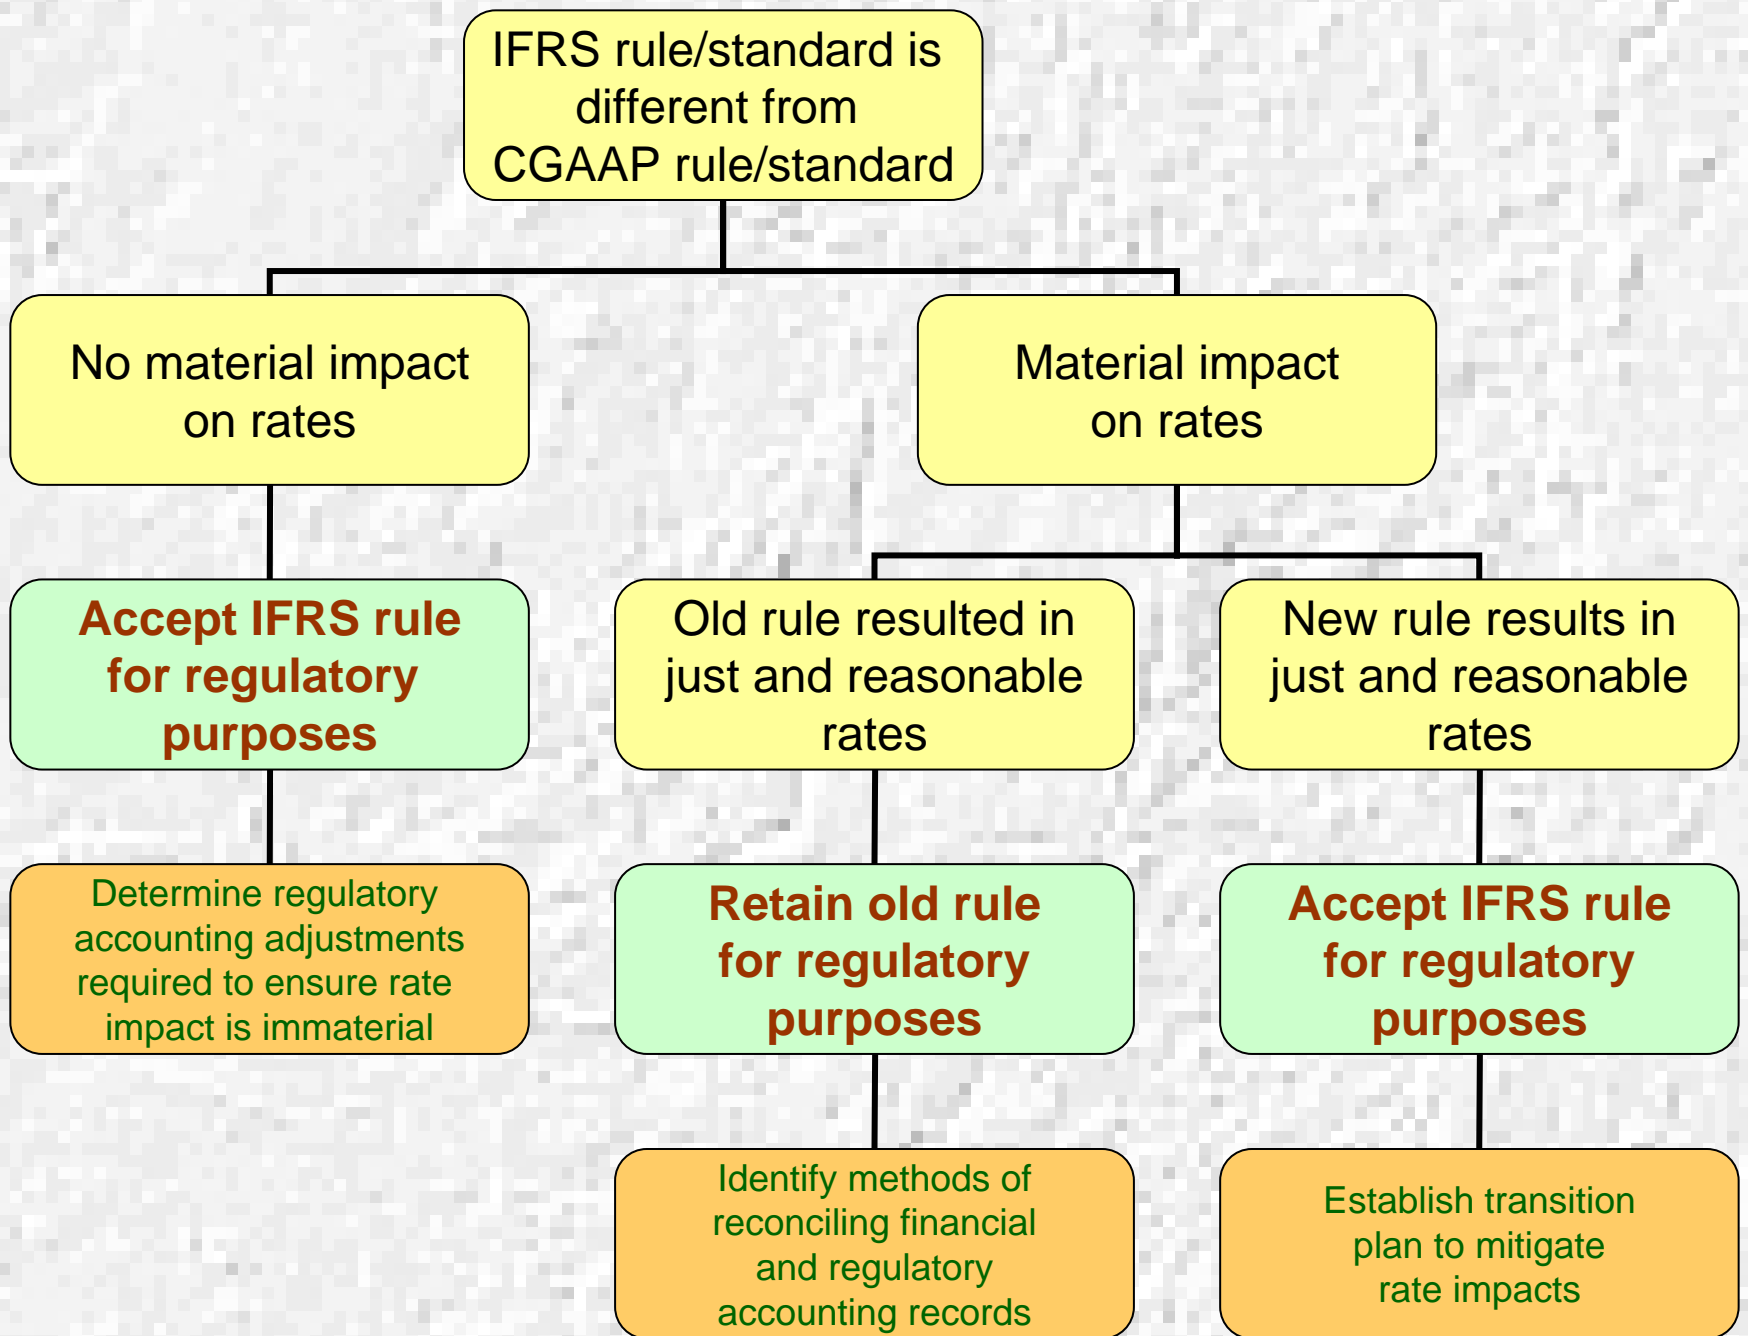 IFRS rule/standard is
different from
CGAAP rule/standard
No material impact
on rates
Material impact
on rates
Accept IFRS rule
for regulatory
purposes
Old rule resulted in
just and reasonable
rates
New rule results in
just and reasonable
rates
Determine regulatory
accounting adjustments
required to ensure rate
impact is immaterial
Retain old rule
for regulatory
purposes
Accept IFRS rule
for regulatory
purposes
Identify methods of
reconciling financial
and regulatory
accounting records
Establish transition
plan to mitigate
rate impacts